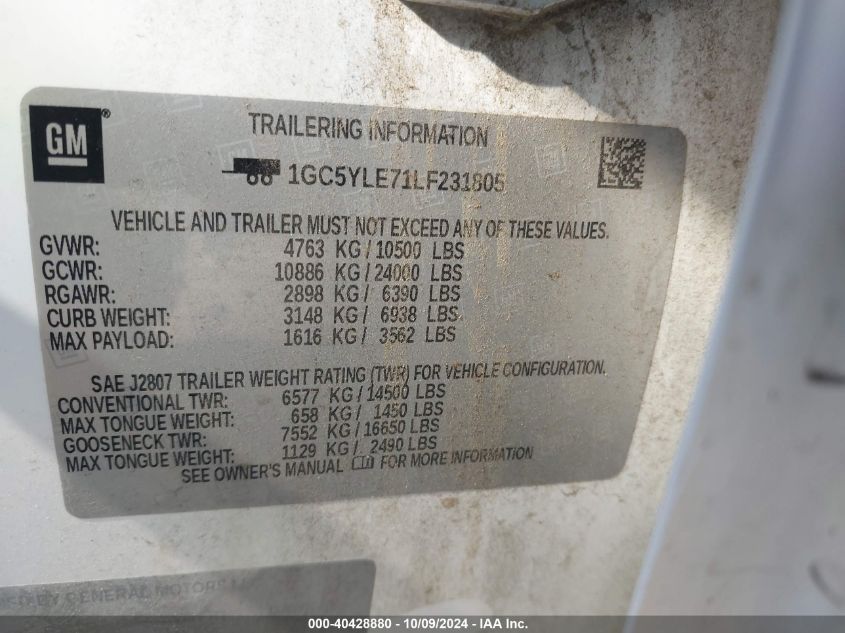 GM®
TRAILERING INFORMATION
1GC5YLE71LF231805
VEHICLE AND TRAILER MUST NOT EXCEED ANY OF THESE VALUES.
GVWR: 4763 KG/10500 LBS
GCWR: 10886 KG/24000 LBS
RGAWR: 2898 KG/ 6390 LBS
CURB WEIGHT: 3148 KG/ 6938 LBS
MAX PAYLOAD: 1616 KG/ 3562 LBS
SAE J2807 TRAILER WEIGHT RATING (TWR) FOR VEHICLE CONFIGURATION.
CONVENTIONAL TWR: 6577 KG/14500 LBS
MAX TONGUE WEIGHT: 658 KG/ 1450 LBS
GOOSENECK TWR: 7552 KG/16650 LBS
MAX TONGUE WEIGHT: 1129 KG/ 2490 LBS
SEE OWNER'S MANUAL FOR MORE INFORMATION
BY GENERAL MOTORS
000-40428880 - 10/09/2024 - IAA Inc.